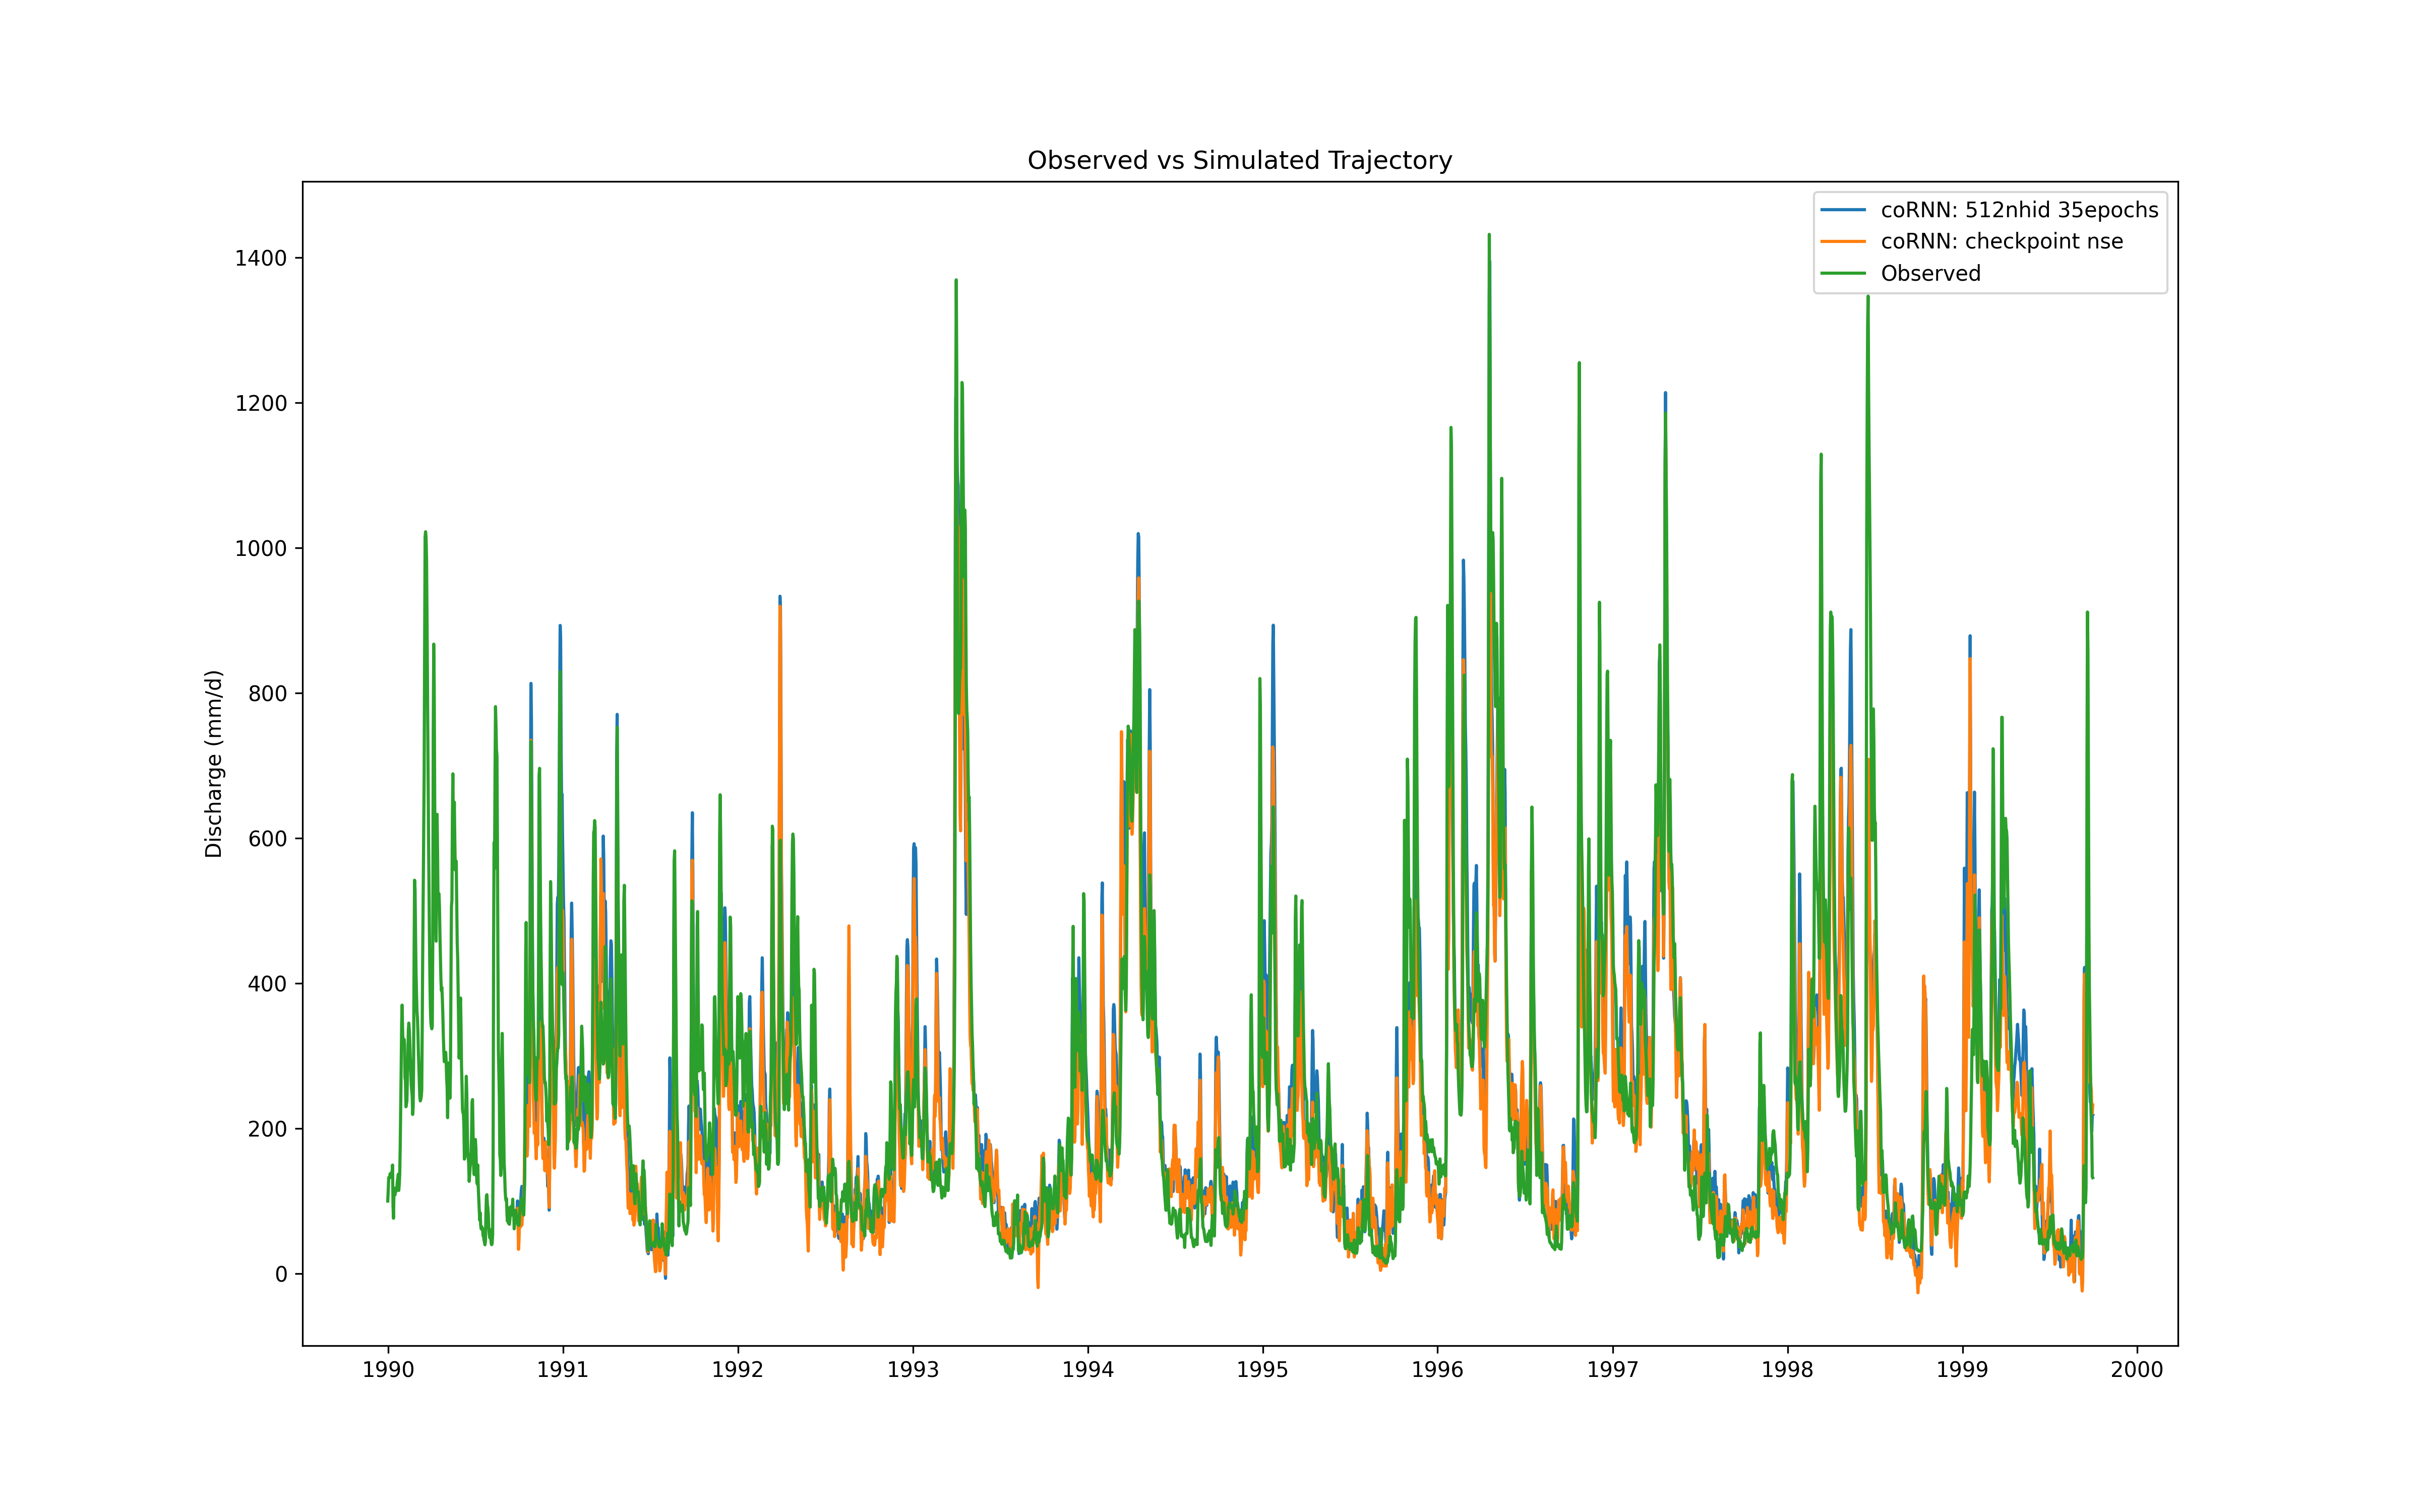 Observed vs Simulated Trajectory
coRNN: 512nhid 35epochs
coRNN: checkpoint nse
Observed
1400
1200
1000
800
600
400
200
0
Discharge (mm/d)
1990 1991 1992 1993 1994 1995 1996 1997 1998 1999 2000